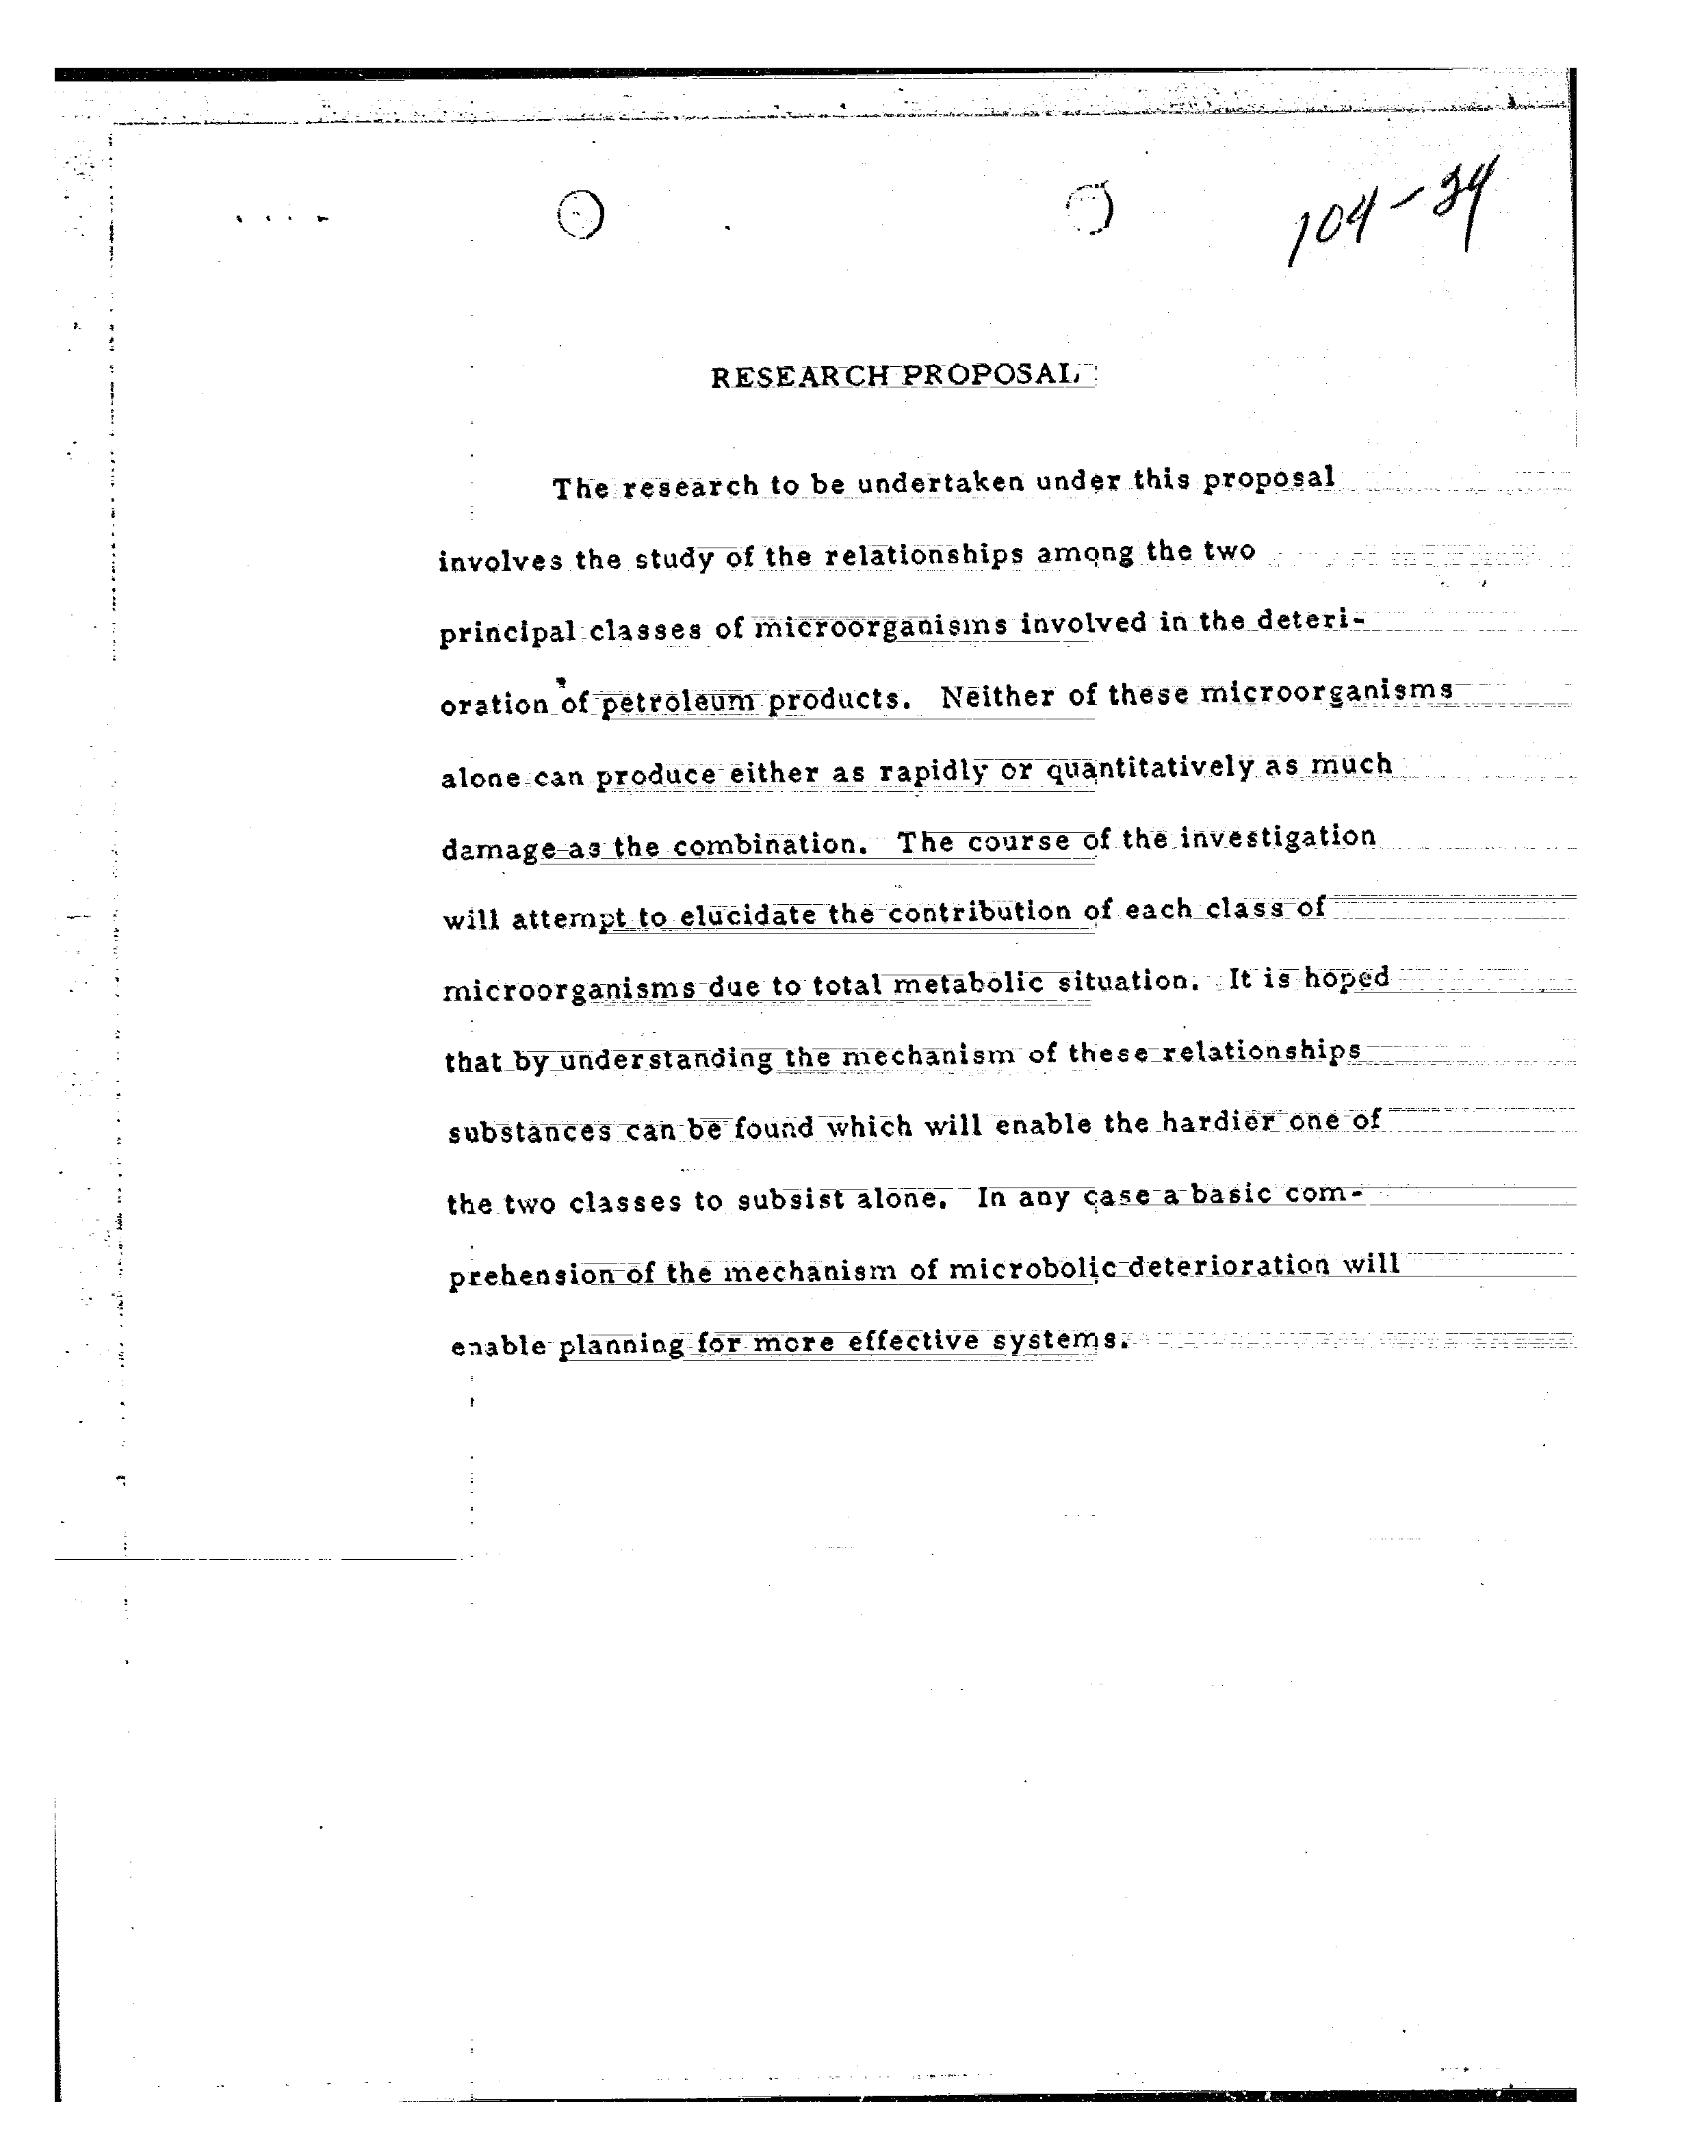 104-34
RESEARCH PROPOSAL
The research to be undertaken under this proposal
involves the study of the relationships among the two
principal classes of microorganisms involved in the deteri-
oration of petroleum products. Neither of these microorganisms
alone can produce either as rapidly or quantitatively as much
damage as the combination. The course of the investigation
will attempt to elucidate the contribution of each class of
microorganisms due to total metabolic situation. It is hoped
that by understanding the mechanism of these relationships
substances can be found which will enable the hardier one of
the two classes to subsist alone. In any case a basic com-
prehension of the mechanism of microbolic deterioration will
enable planning for more effective systems.